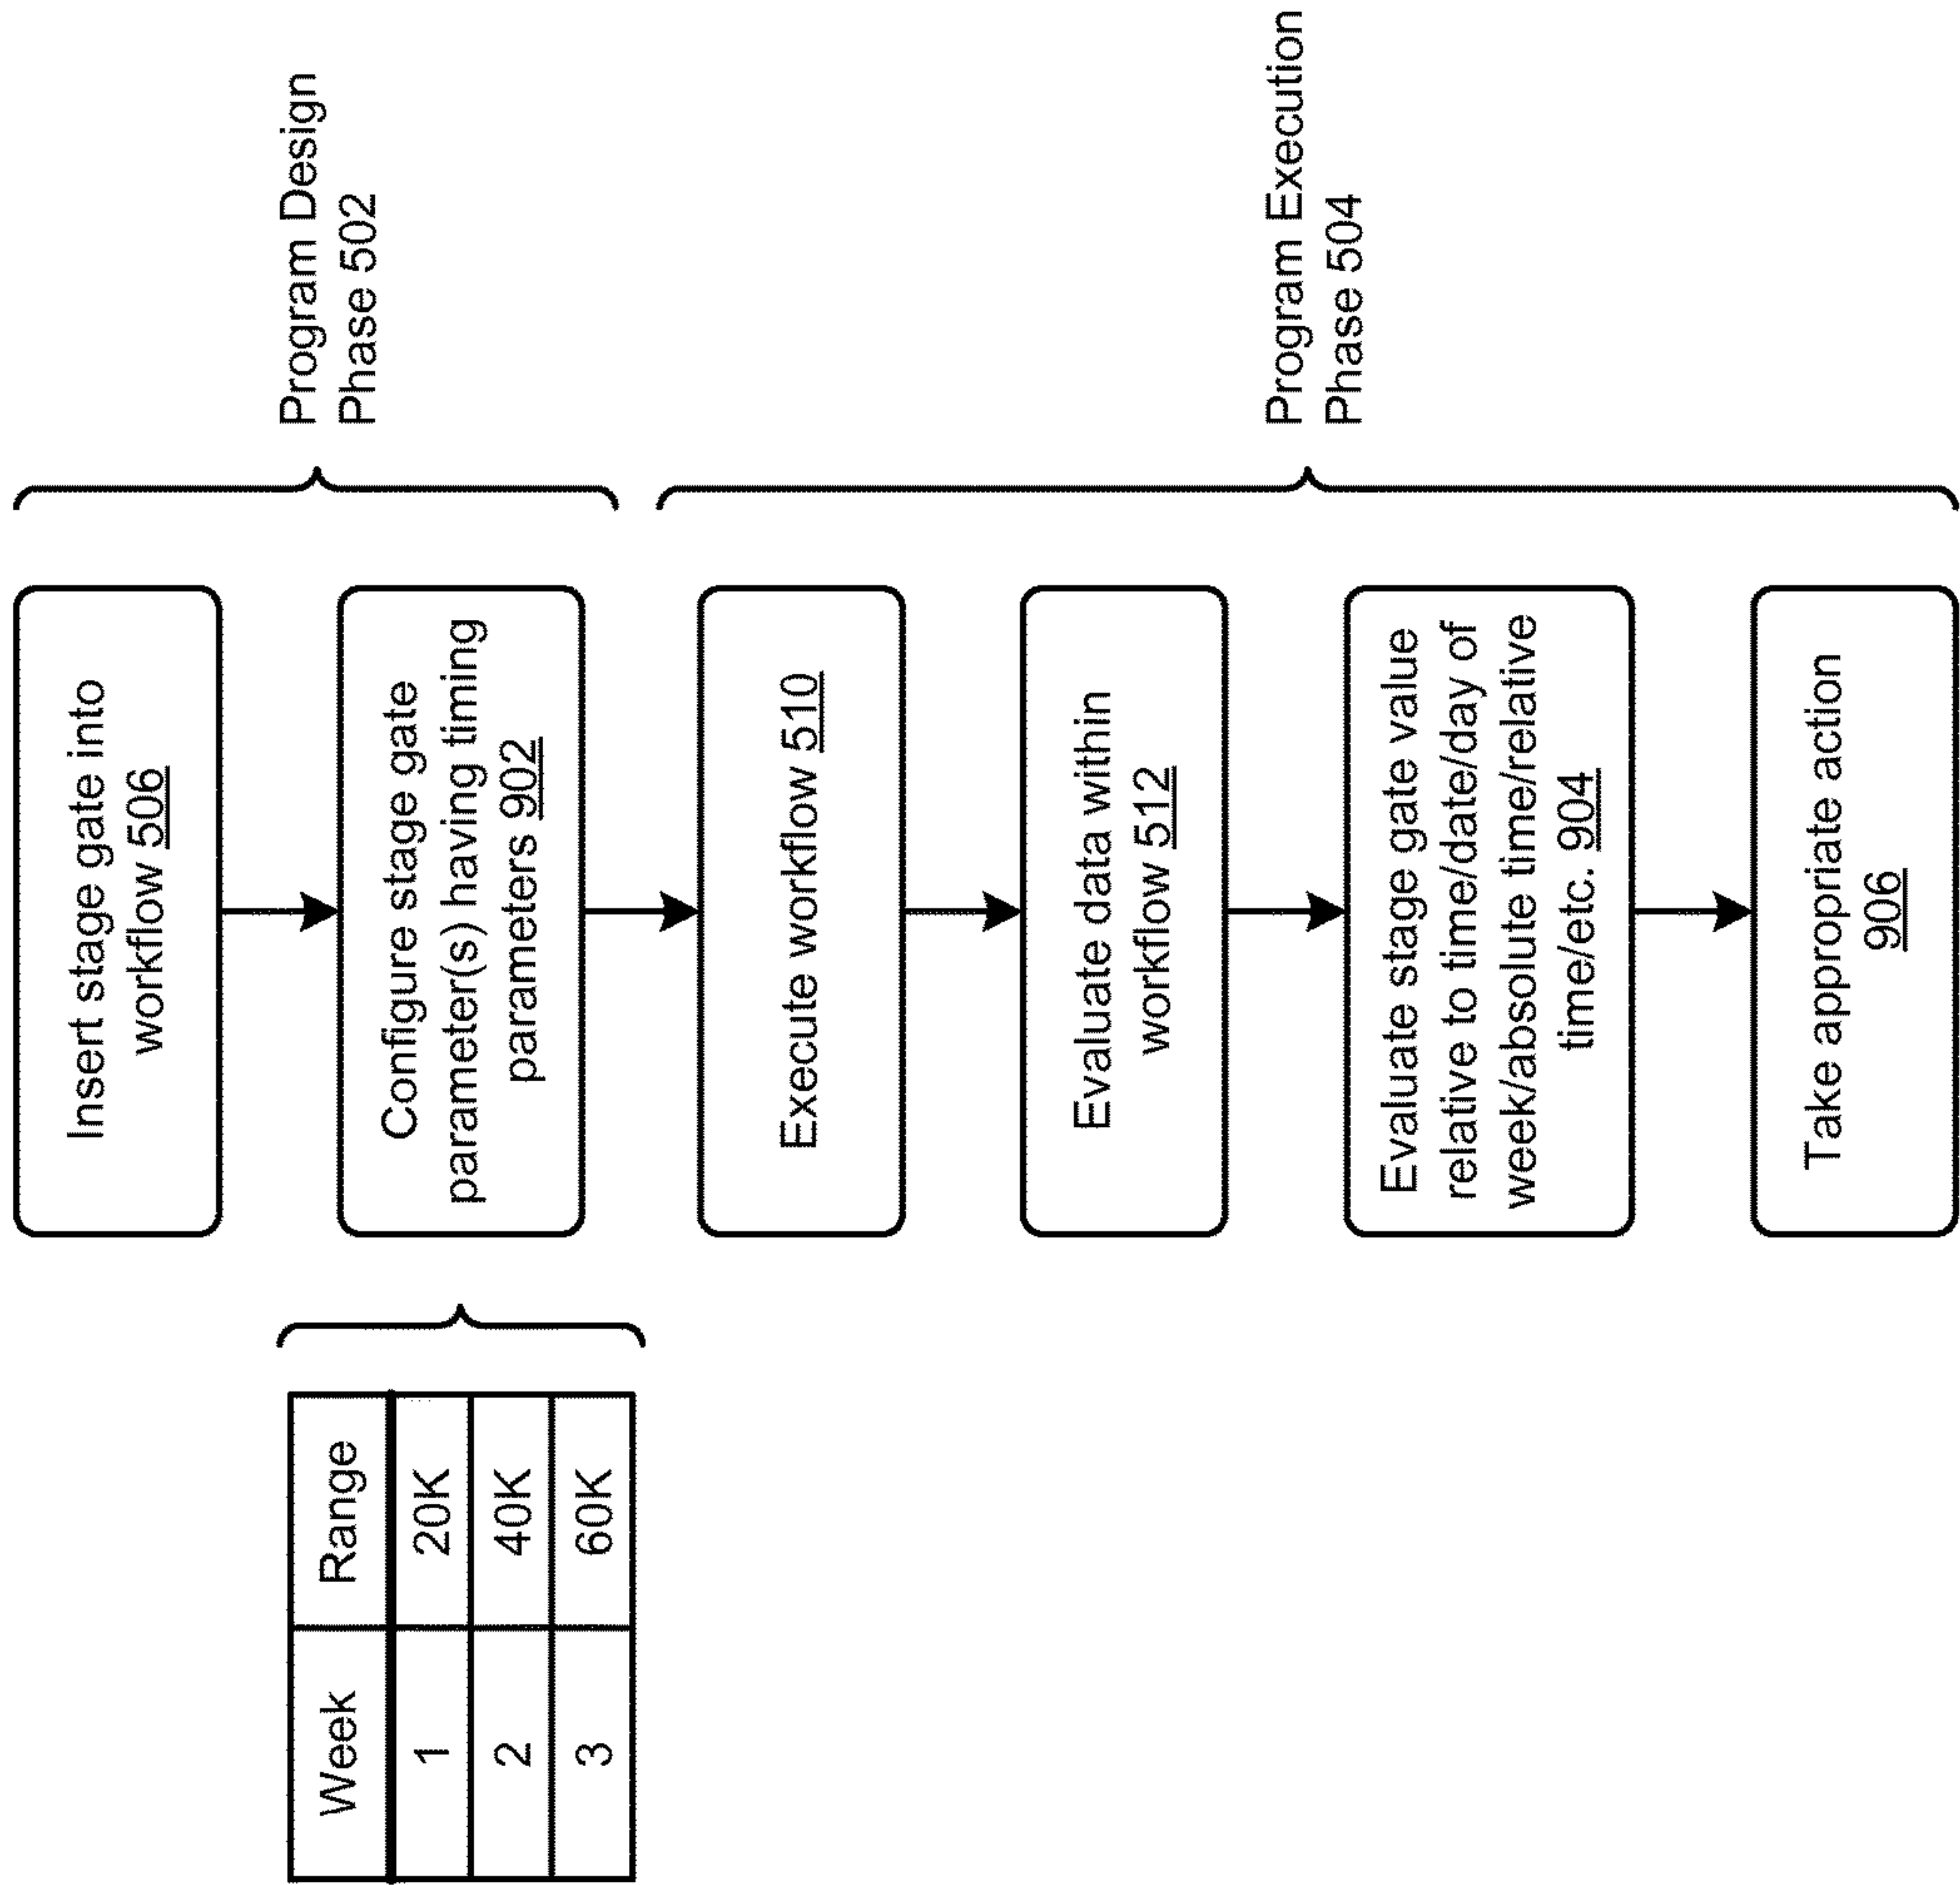 Week
Range
1
20K
2
40K
3
60K
Insert stage gate into
workflow 506
Configure stage gate
parameter(s) having timing
parameters 902
Execute workflow 510
Evaluate data within
workflow 512
Evaluate stage gate value
relative to time/date/day of
week/absolute time/relative
time/etc. 904
Take appropriate action
906
Program Design
Phase 502
Program Execution
Phase 504